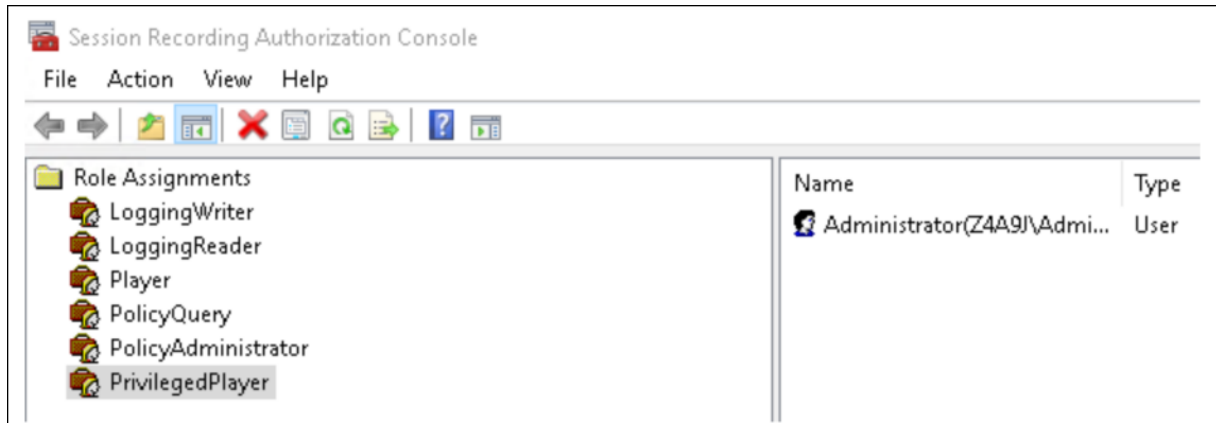 Session Recording Authorization Console
File Action View Help
Role Assignments
LoggingWriter
LoggingReader
Player
PolicyQuery
PolicyAdministrator
PrivilegedPlayer
Name Type
Administrator(Z4A9J\Admi... User